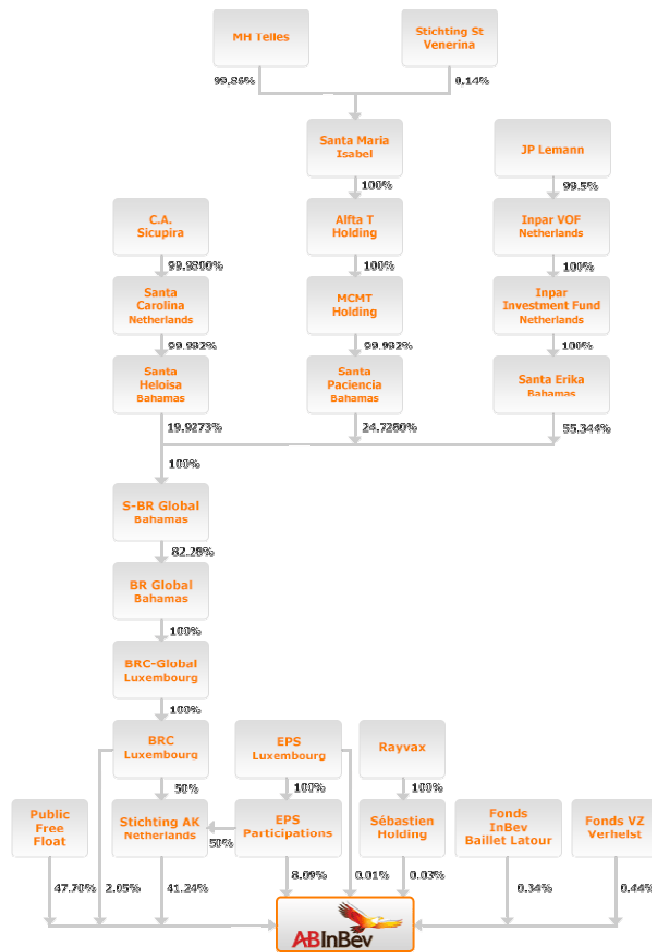 MH Telles
Stichting St
Venerina
99.86%
0.14%
Santa Maria
Isabel
JP Lemann
100%
99.5%
C.A.
Sicupira
Alfta T
Holding
Inpar VOF
Netherlands
100%
100%
Santa
Carolina
Netherlands
MCMT
Holding
Inpar
Investment Fund
Netherlands
99.992%
99.992%
100%
Santa
Heloisa
Bahamas
Santa
Paciencia
Bahamas
Santa Erika
Bahamas
19.9273%
24.7280%
55.344%
100%
S-BR Global
Bahamas
82.28%
BR Global
Bahamas
100%
BRC-Global
Luxembourg
100%
BRC
Luxembourg
EPS
Luxembourg
Rayvax
50%
100%
100%
Public
Free
Float
Stichting AK
Netherlands
50%
EPS
Participations
Sébastien
Holding
Fonds
InBev
Baillet Latour
Fonds VZ
Verhelst
47.70%
2.05%
41.24%
8.09%
0.01%
0.03%
0.34%
0.44%
ABInBev